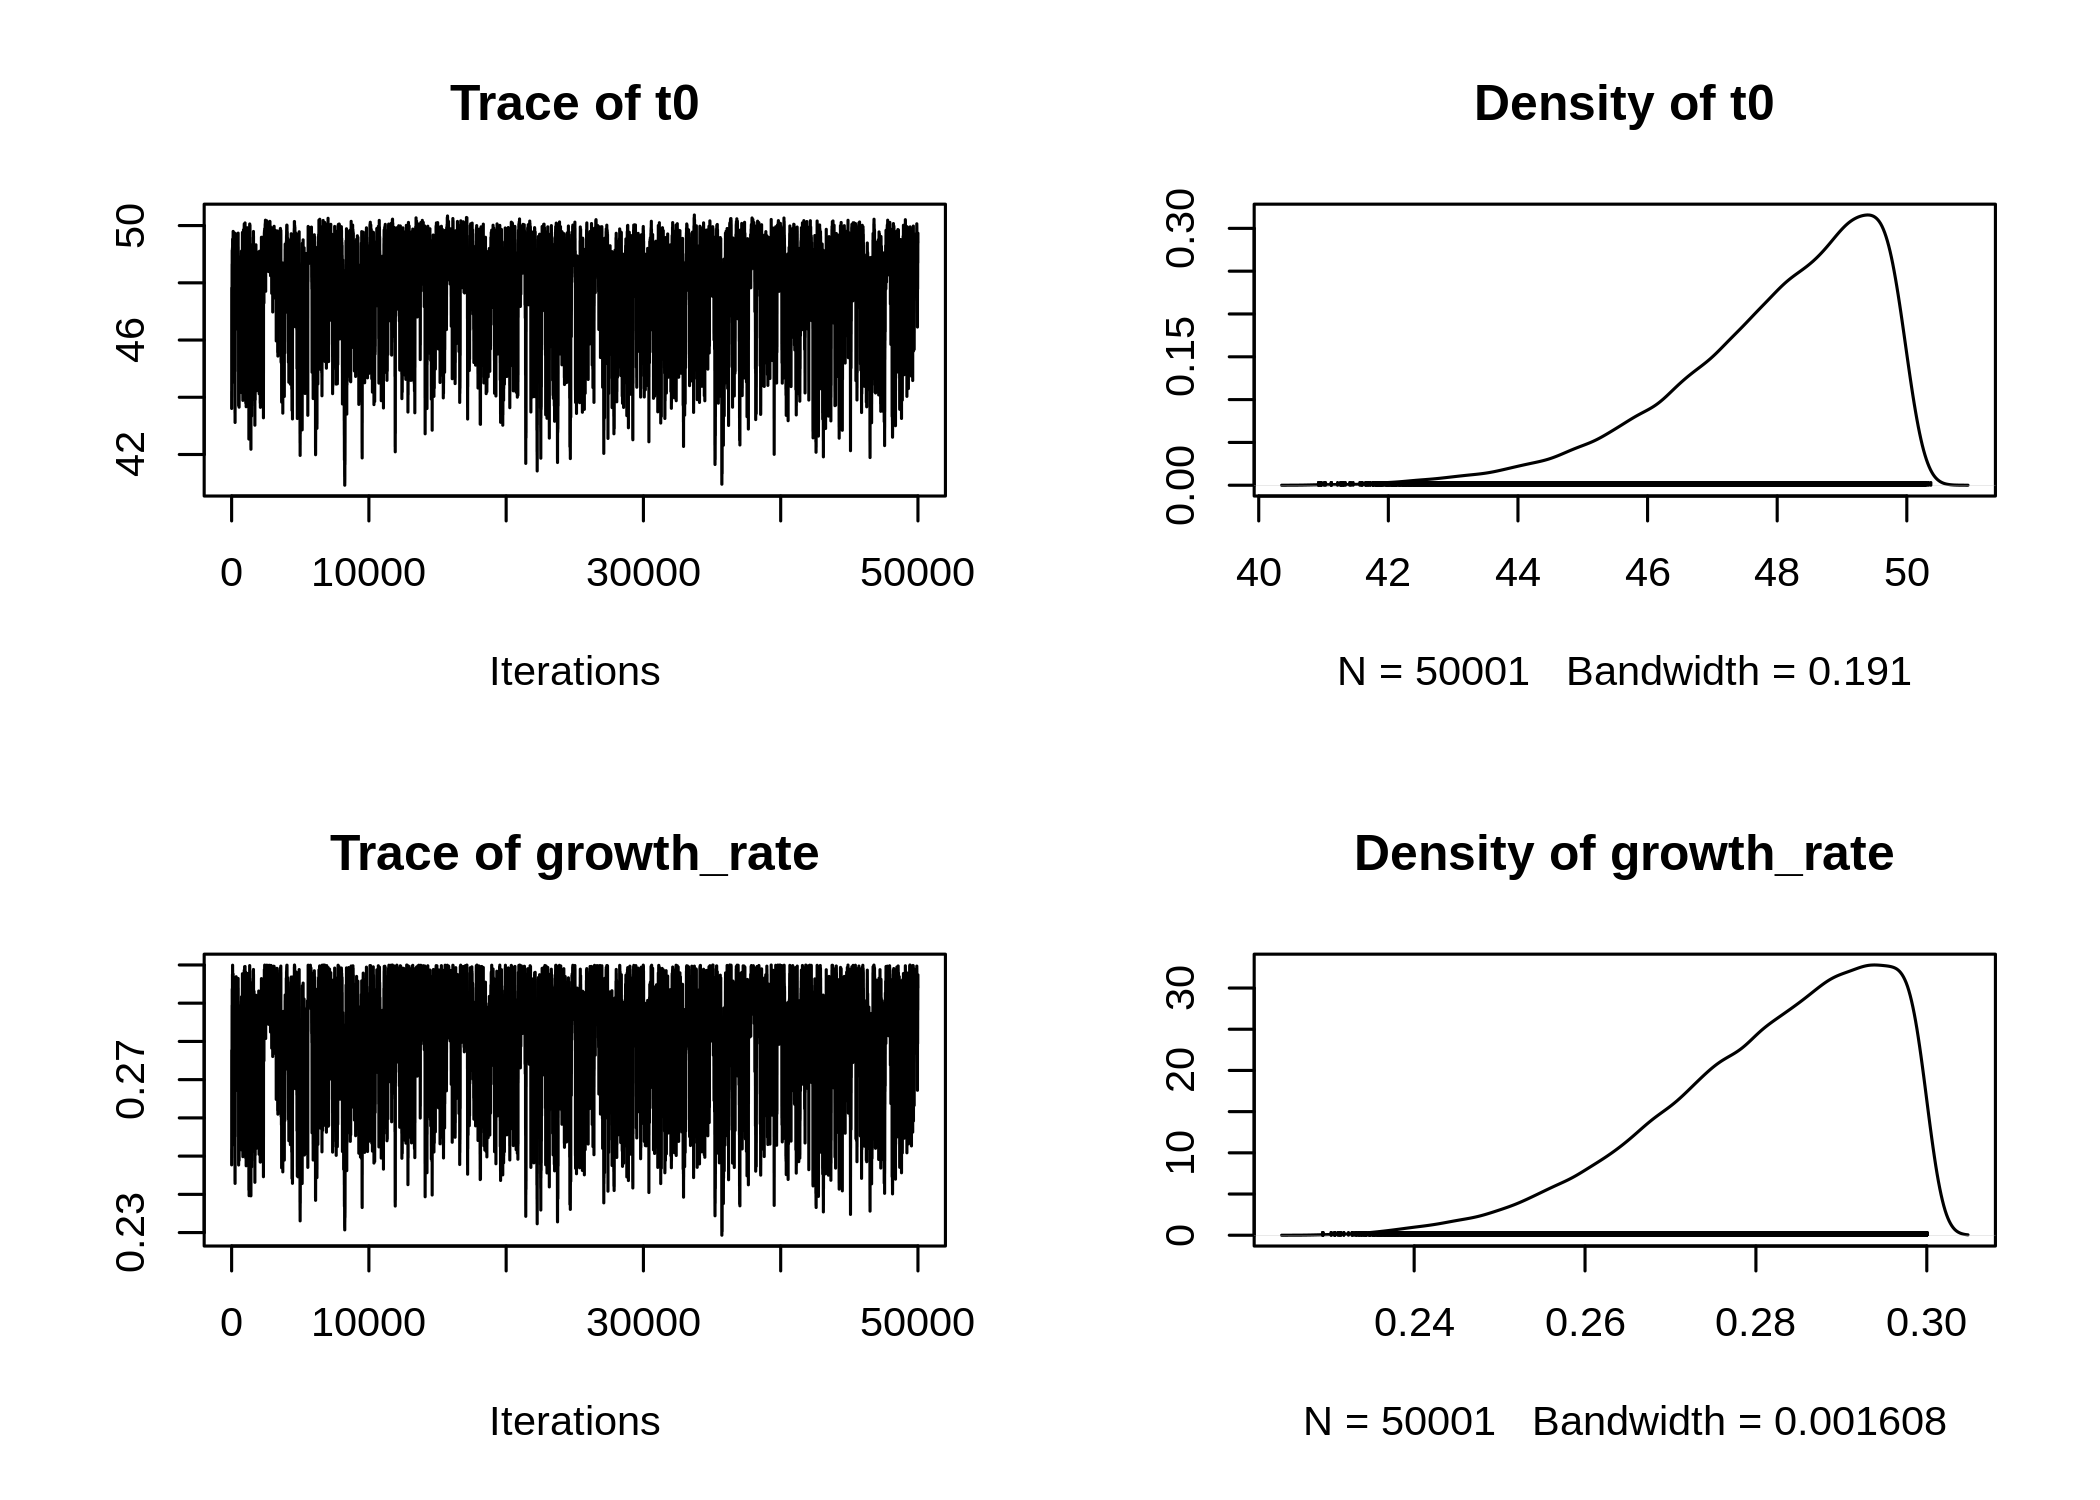 Trace of t0
50
46
42
0 10000 30000 50000
Iterations
Density of t0
0.30
0.15
0.00
40 42 44 46 48 50
N = 50001 Bandwidth = 0.191
Trace of growth_rate
0.27
0.23
0 10000 30000 50000
Iterations
Density of growth_rate
30
20
10
0
0.24 0.26 0.28 0.30
N = 50001 Bandwidth = 0.001608